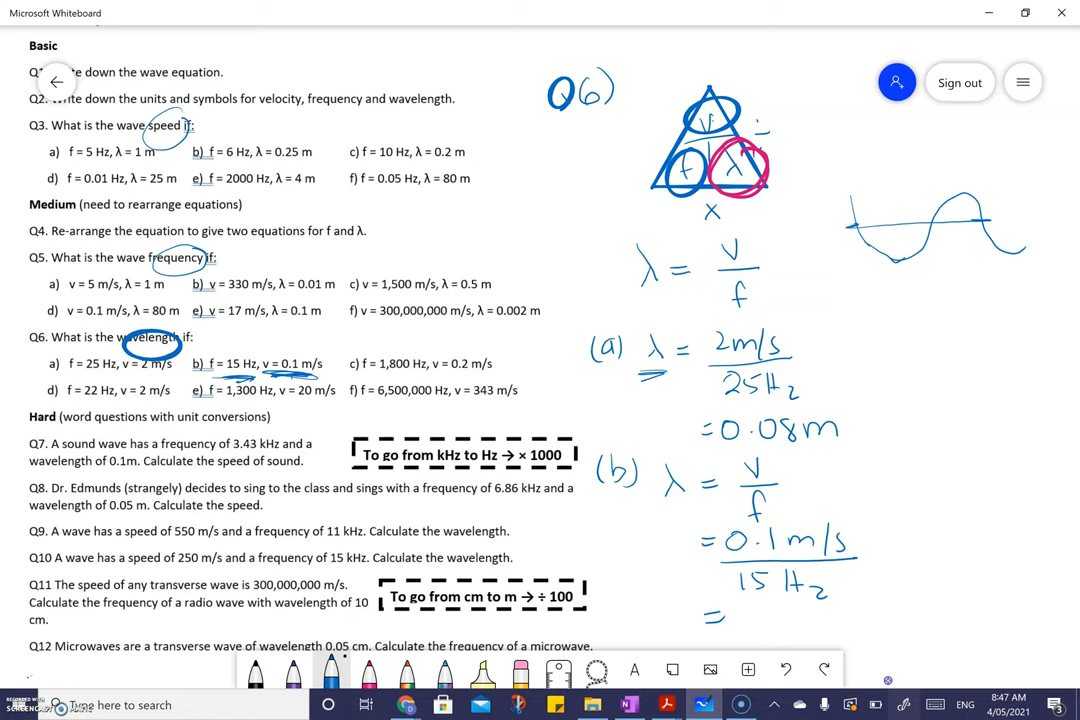 Microsoft Whiteboard
Basic
down the wave equation.
Q2. Write down the units and symbols for velocity, frequency and wavelength.
Q3. What is the wave speed if:
a) f = 5 Hz, λ = 1 m b) f = 6 Hz, λ = 0.25 m c) f = 10 Hz, λ = 0.2 m
d) f = 0.01 Hz, λ = 25 m e) f = 2000 Hz, λ = 4 m f) f = 0.05 Hz, λ = 80 m
Medium (need to rearrange equations)
Q4. Re-arrange the equation to give two equations for f and λ.
Q5. What is the wave frequency if:
a) v = 5 m/s, λ = 1 m b) v = 330 m/s, λ = 0.01 m c) v = 1,500 m/s, λ = 0.5 m
d) v = 0.1 m/s, λ = 80 m e) v = 17 m/s, λ = 0.1 m f) v = 300,000,000 m/s, λ = 0.002 m
Q6. What is the wavelength if:
a) f = 25 Hz, v = 2 m/s b) f = 15 Hz, v = 0.1 m/s c) f = 1,800 Hz, v = 0.2 m/s
d) f = 22 Hz, v = 2 m/s e) f = 1,300 Hz, v = 20 m/s f) f = 6,500,000 Hz, v = 343 m/s
Hard (word questions with unit conversions)
Q7. A sound wave has a frequency of 3.43 kHz and a
wavelength of 0.1m. Calculate the speed of sound.
To go from kHz to Hz → × 1000
Q8. Dr. Edmunds (strangely) decides to sing to the class and sings with a frequency of 6.86 kHz and a
wavelength of 0.05 m. Calculate the speed.
Q9. A wave has a speed of 550 m/s and a frequency of 11 kHz. Calculate the wavelength.
Q10 A wave has a speed of 250 m/s and a frequency of 15 kHz. Calculate the wavelength.
Q11 The speed of any transverse wave is 300,000,000 m/s.
Calculate the frequency of a radio wave with wavelength of 10
cm.
To go from cm to m → ÷ 100
Q12 Microwaves are a transverse wave of wavelength 0.05 cm. Calculate the frequency of a microwave.
Q6)
v ÷
f λ
x
λ = v
f
(a) λ = 2m/s
25Hz
= 0.08m
(b) λ = v
f
= 0.1m/s
15 Hz
=
Sign out
A
RECORDED WITH
SCREENCAST
Type here to search
ENG
8:47 AM
4/05/2021
3